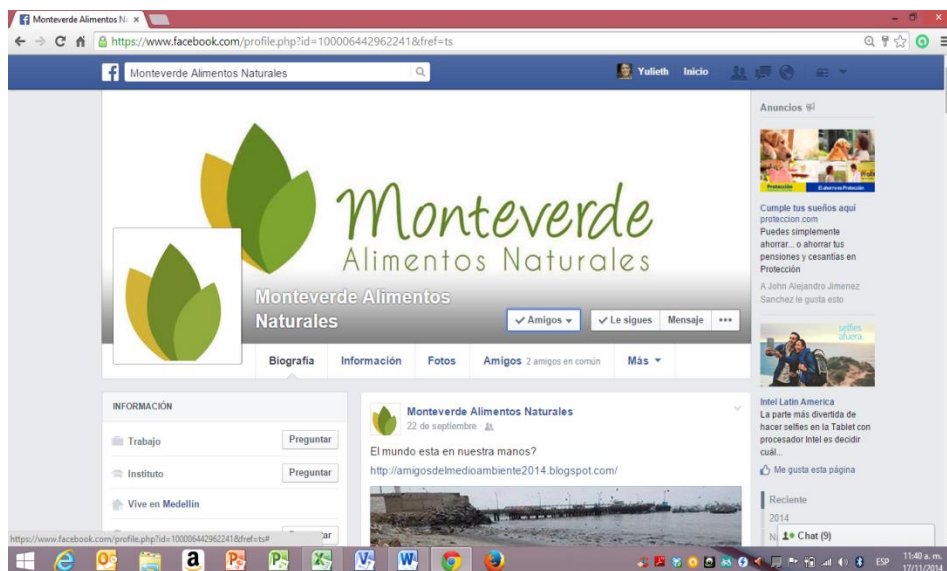 Monteverde Alimentos Na
https://www.facebook.com/profile.php?id=100006442962241&fref=ts
Monteverde Alimentos Naturales
Yulieth Inicio
Monteverde
Alimentos Naturales
Monteverde Alimentos
Naturales
Amigos
Le sigues
Mensaje
Biografía
Información
Fotos
Amigos 2 amigos en común
Más
INFORMACIÓN
Trabajo
Preguntar
Instituto
Preguntar
Vive en Medellín
tar
Monteverde Alimentos Naturales
22 de septiembre
El mundo esta en nuestra manos?
http://amigosdelmedioambiente2014.blogspot.com/
Anuncios
Protección
Cumple tus sueños aquí
proteccion.com
Puedes simplemente
ahorrar... o ahorrar tus
pensiones y cesantías en
Protección
A John Alejandro Jimenez
Sanchez le gusta esto
selfies
afuera.
Intel Latin America
La parte más divertida de
hacer selfies en la Tablet con
procesador Intel es decidir
cuál...
Me gusta esta página
Reciente
2014
Chat (9)
https://www.facebook.com/profile.php?id=100006442962241&fref=ts#
ESP
11:40 a. m.
17/11/2014